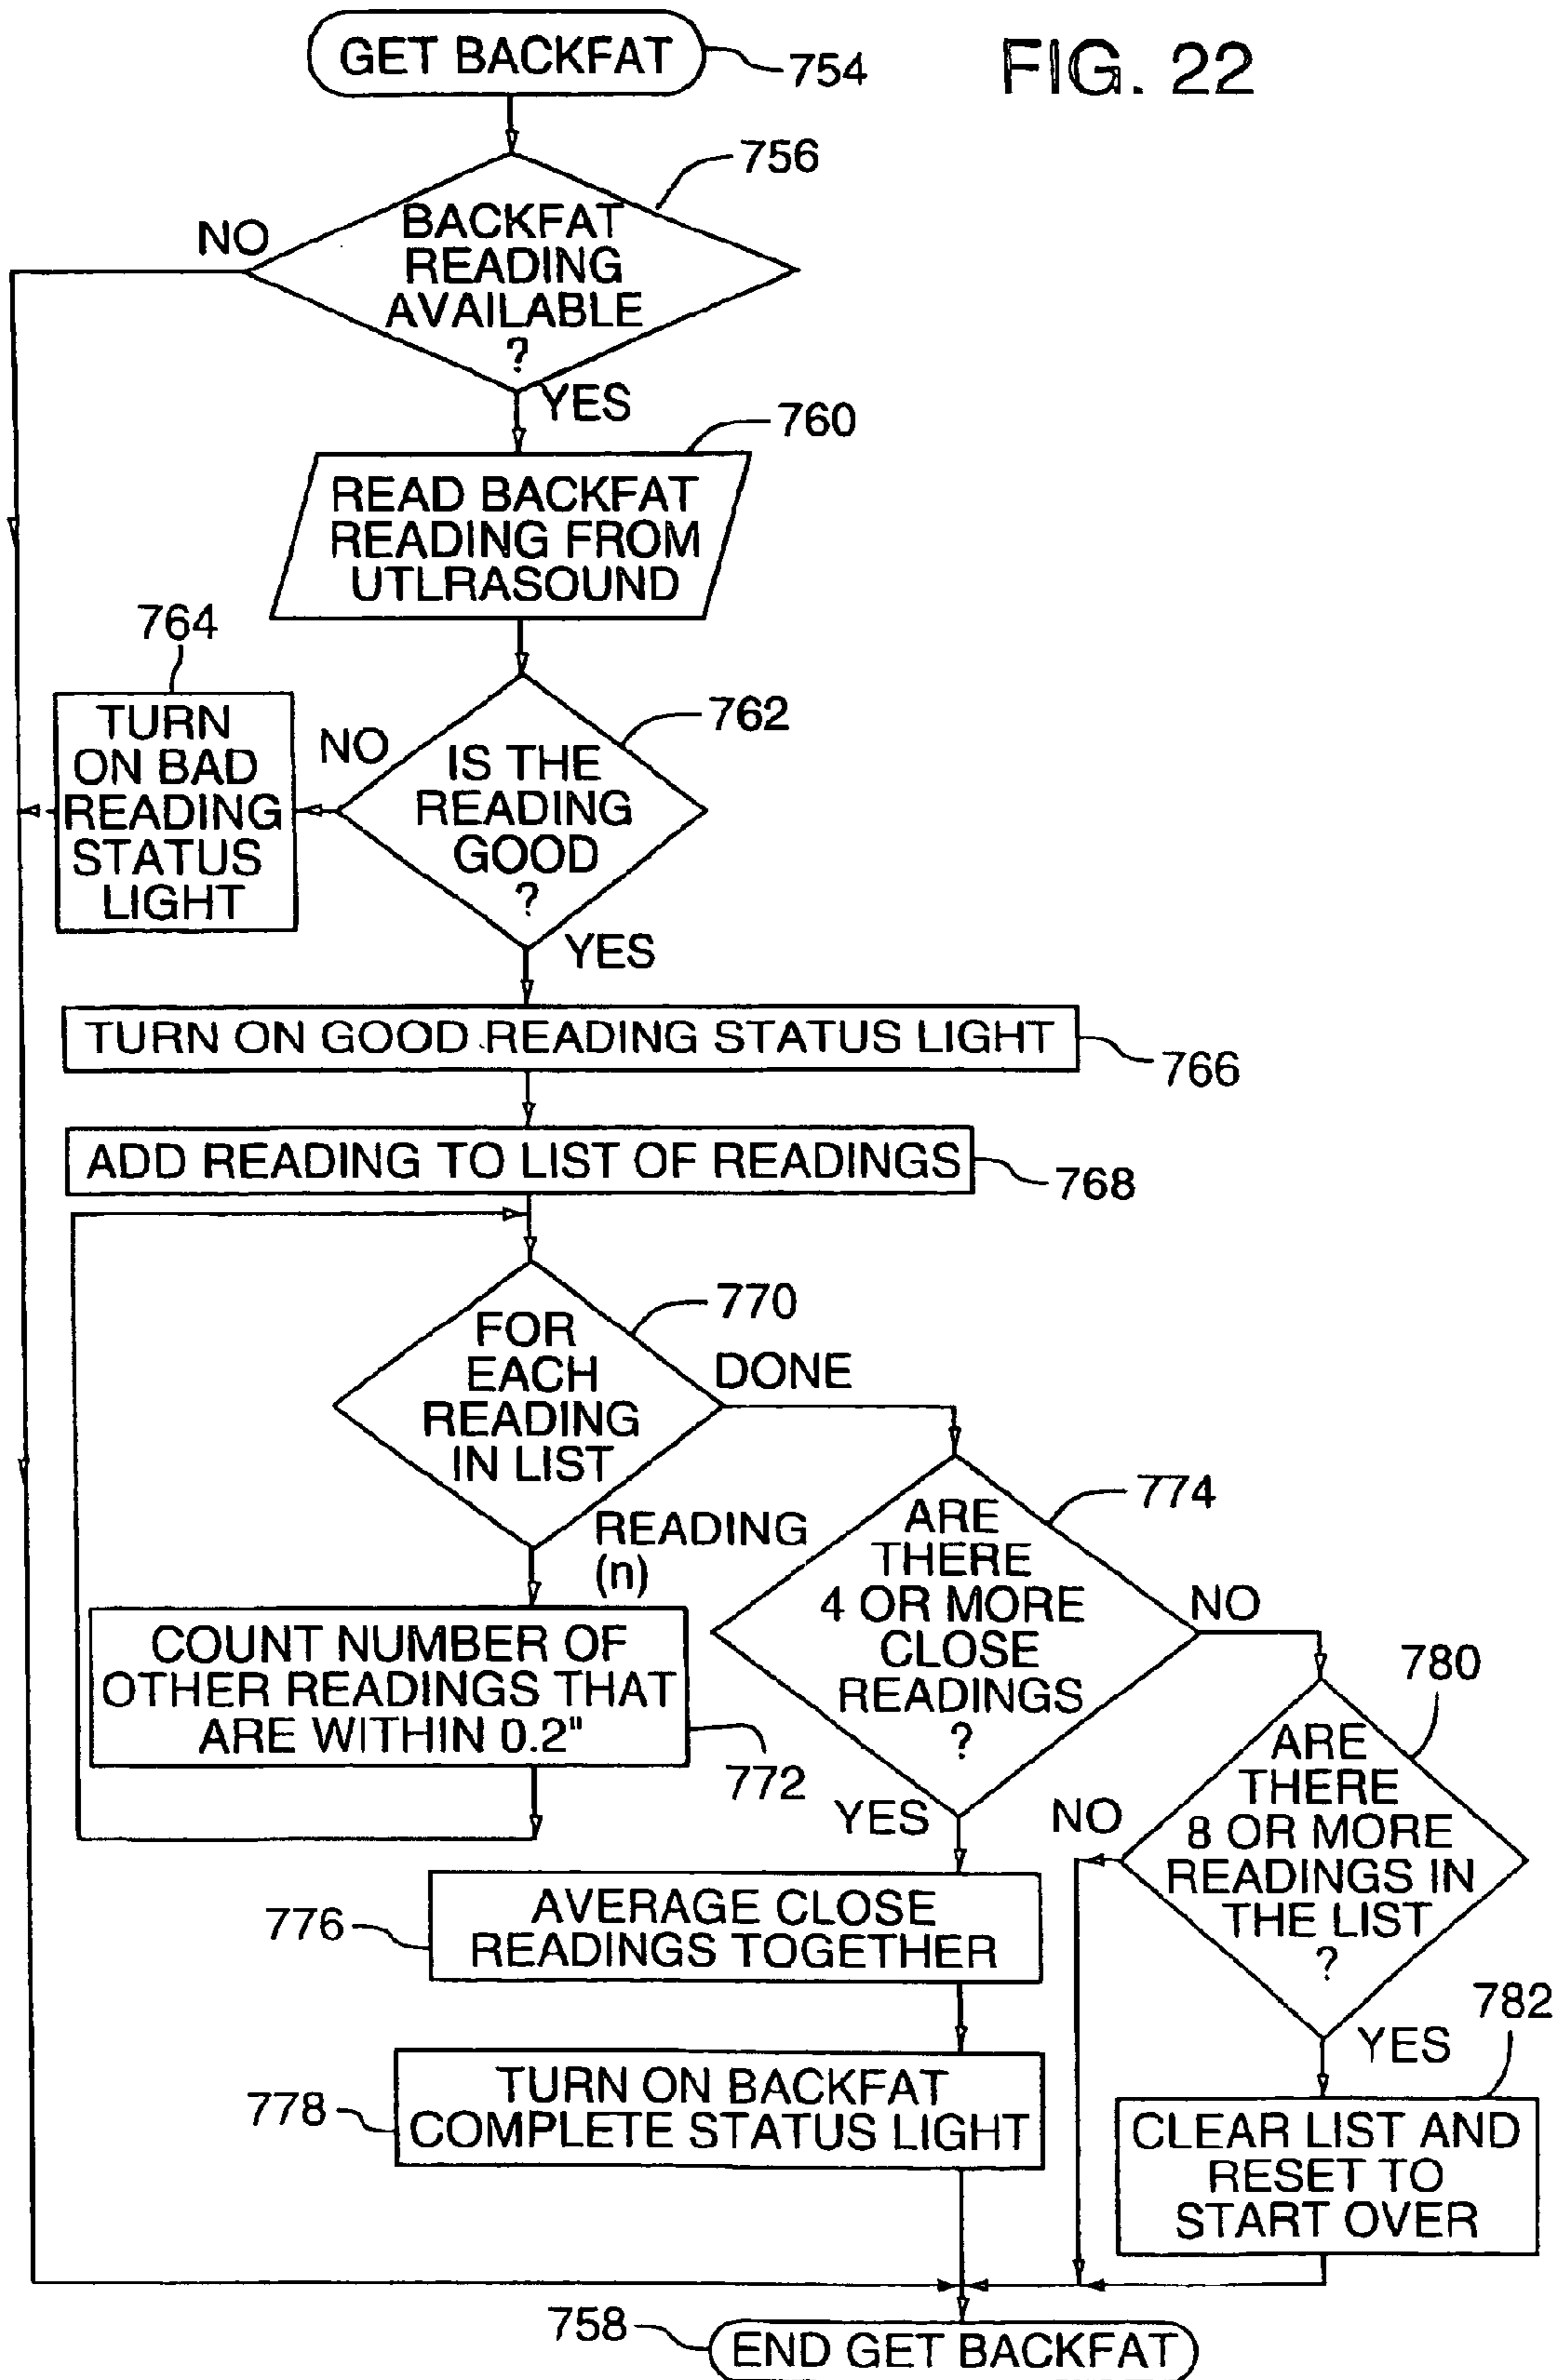 GET BACKFAT
754
FIG. 22
756
NO
BACKFAT
READING
AVAILABLE
?
YES
760
READ BACKFAT
READING FROM
UTLRASOUND
764
TURN
ON BAD
READING
STATUS
LIGHT
NO
762
IS THE
READING
GOOD
?
YES
TURN ON GOOD READING STATUS LIGHT
766
ADD READING TO LIST OF READINGS
768
770
FOR
EACH
READING
IN LIST
DONE
READING
(n)
774
ARE
THERE
4 OR MORE
CLOSE
READINGS
?
NO
COUNT NUMBER OF
OTHER READINGS THAT
ARE WITHIN 0.2"
772
YES
780
ARE
THERE
8 OR MORE
READINGS IN
THE LIST
?
NO
YES
776
AVERAGE CLOSE
READINGS TOGETHER
782
778
TURN ON BACKFAT
COMPLETE STATUS LIGHT
CLEAR LIST AND
RESET TO
START OVER
758
END GET BACKFAT